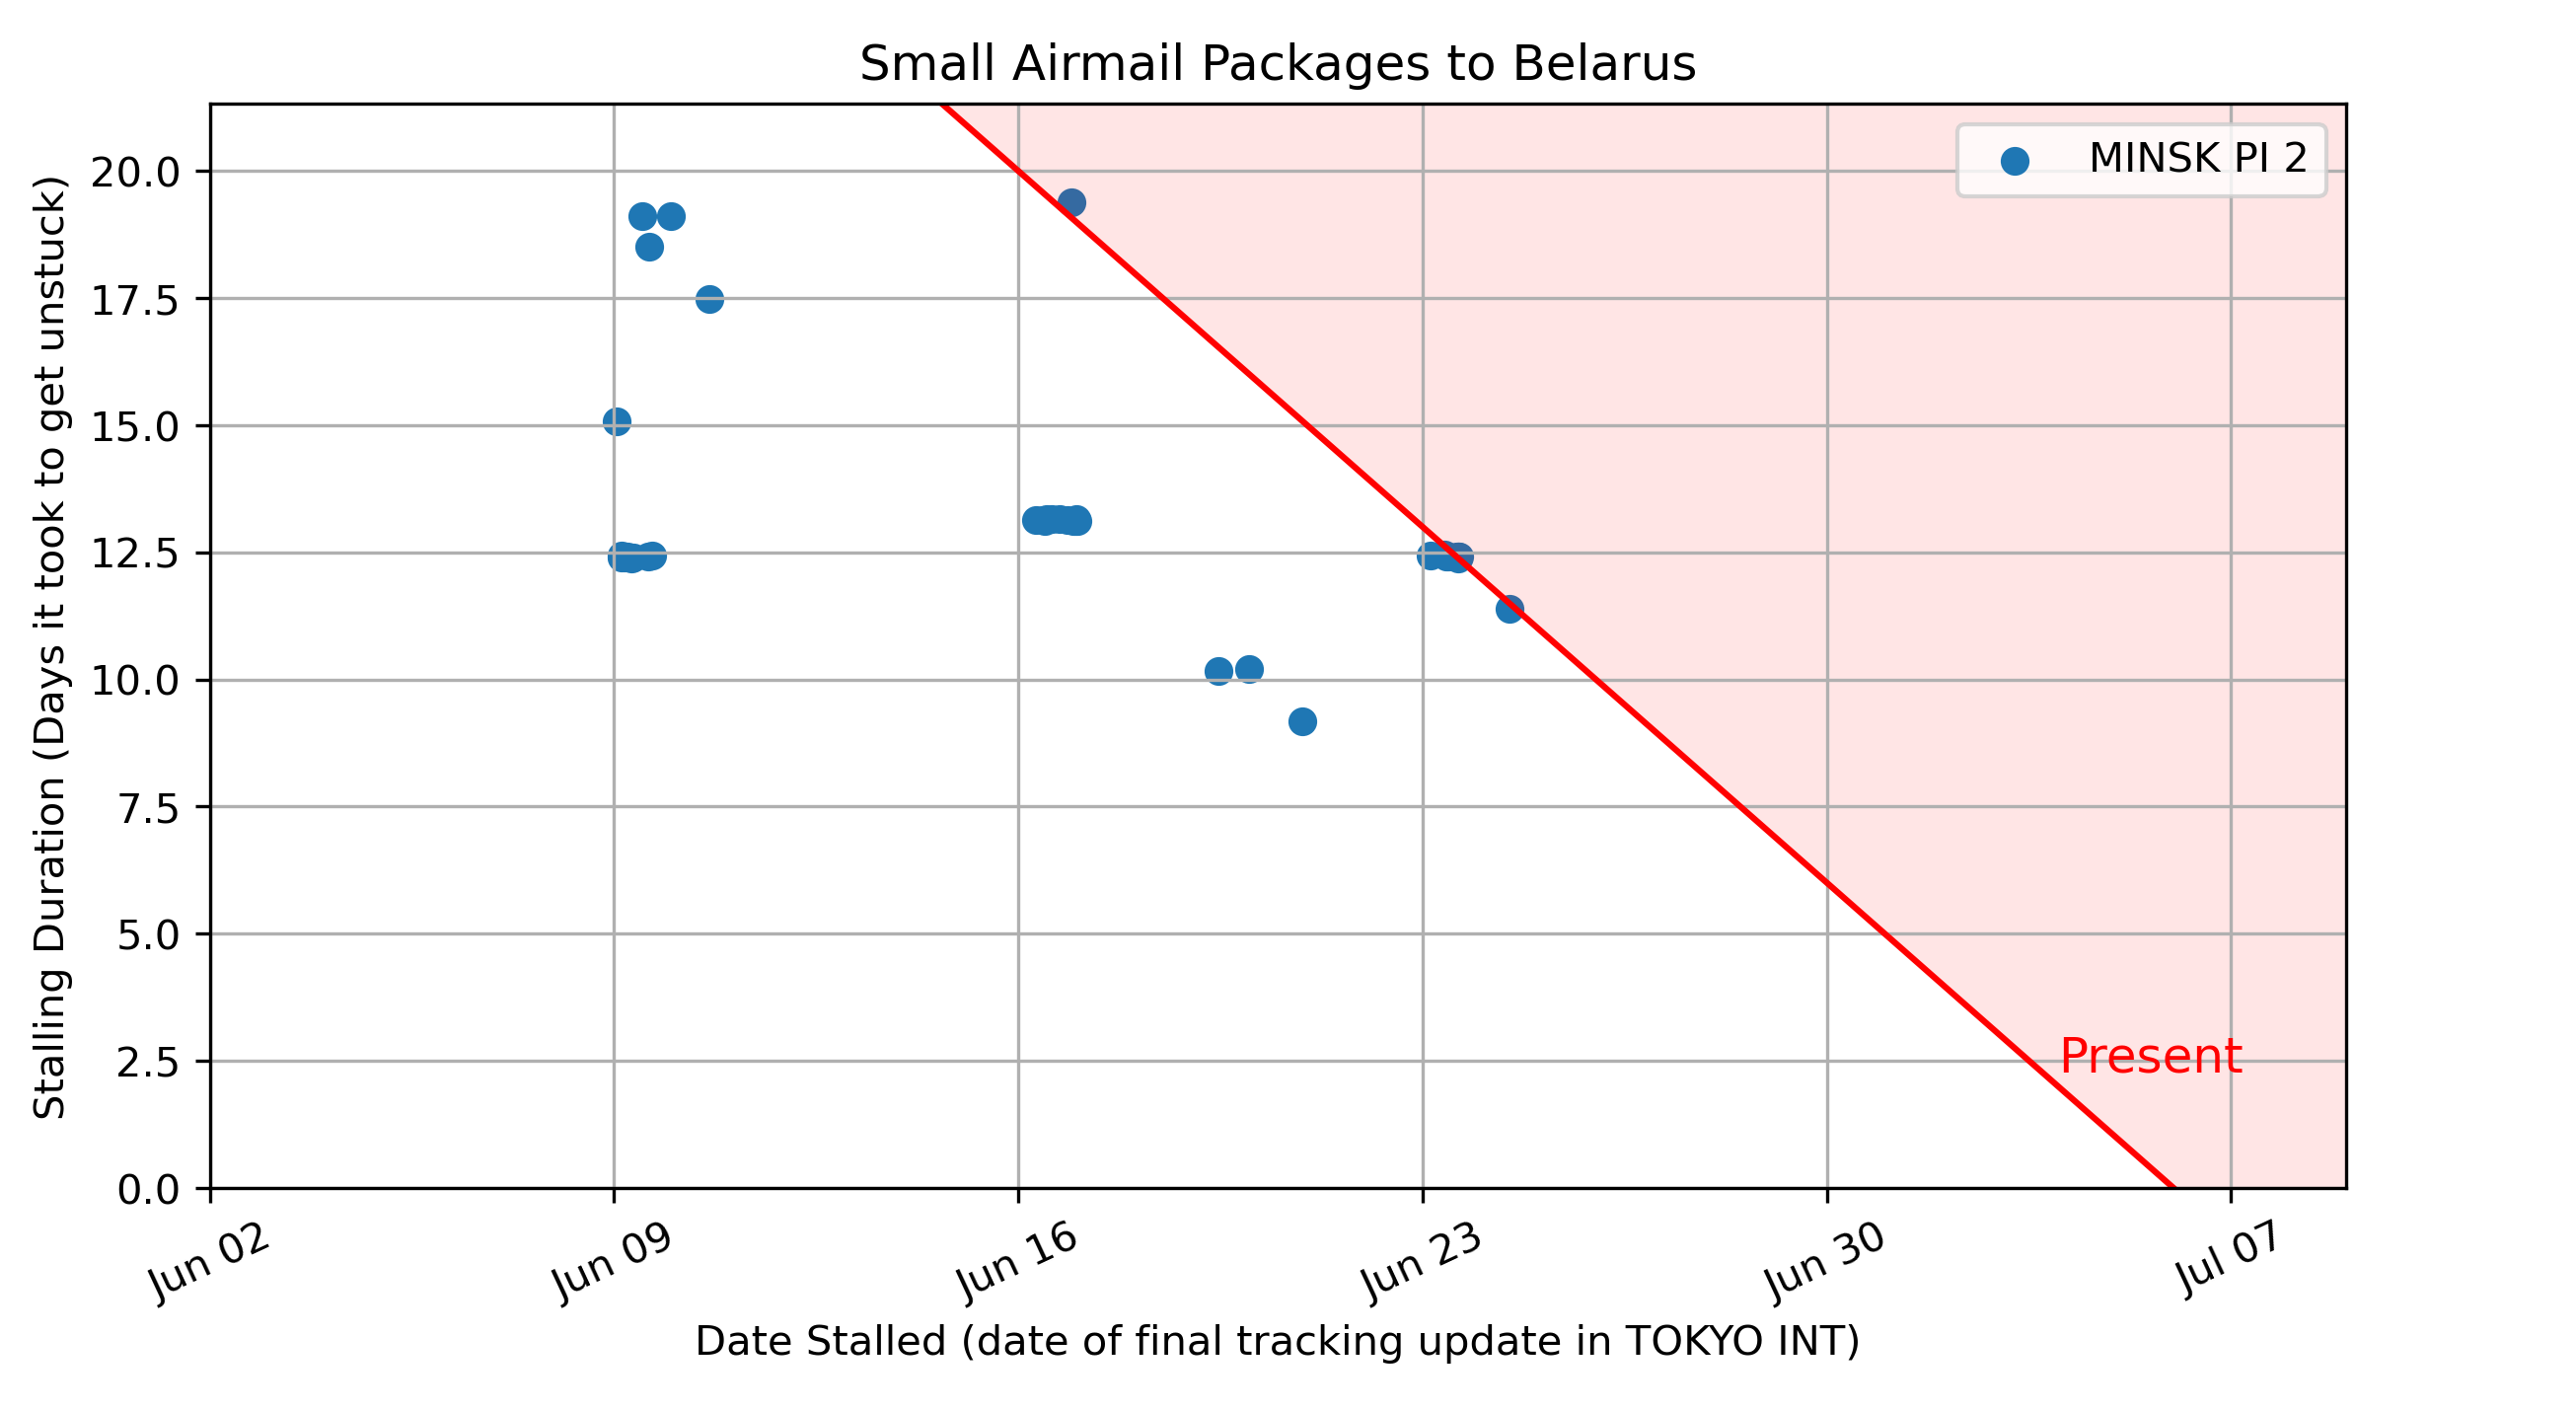 Small Airmail Packages to Belarus
MINSK PI 2
Stalling Duration (Days it took to get unstuck)
20.0
17.5
15.0
12.5
10.0
7.5
5.0
2.5
0.0
Present
Jun 02
Jun 09
Jun 16
Jun 23
Jun 30
Jul 07
Date Stalled (date of final tracking update in TOKYO INT)